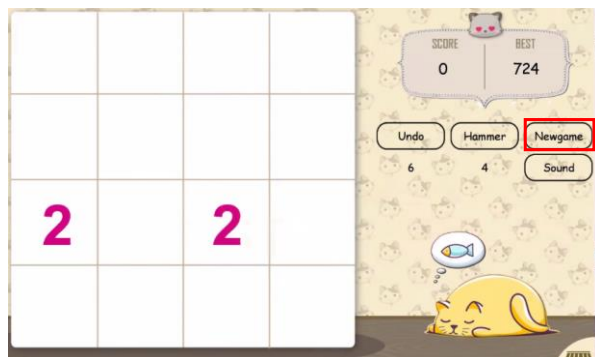 SCORE BEST
0 724
Undo Hammer Newgame
6 4 Sound
2 2